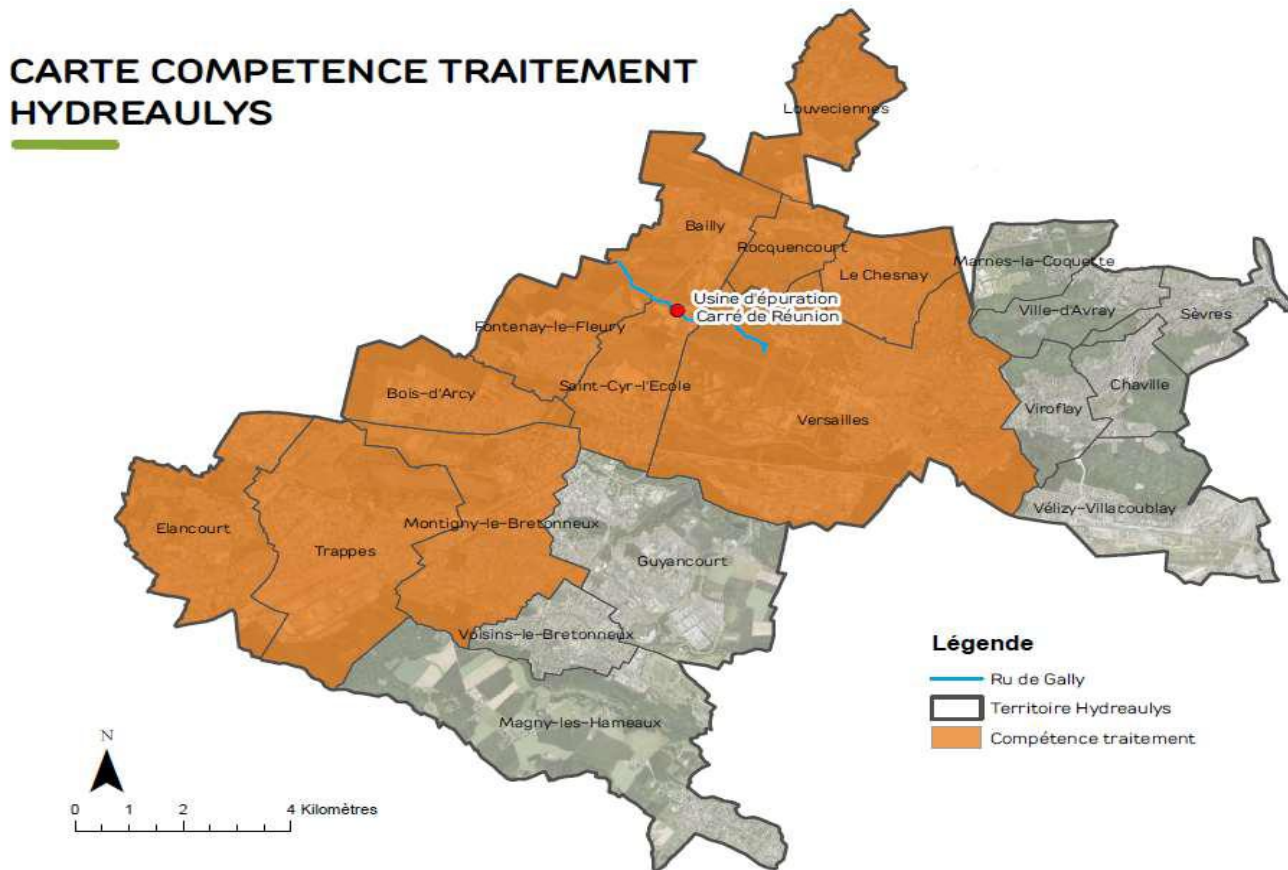 CARTE COMPETENCE TRAITEMENT
HYDREAULYS
Louveciennes
Bailly
Rocquencourt
Le Chesnay
Marnes-la-Coquette
Usine d'épuration
Carré de Réunion
Ville-d'Avray
Sèvres
Fontenay-le-Fleury
Saint-Cyr-l'Ecole
Bois-d'Arcy
Chaville
Viroflay
Versailles
Vélizy-Villacoublay
Elancourt
Trappes
Montigny-le-Bretonneux
Guyancourt
Voisins-le-Bretonneux
Magny-les-Hameaux
Légende
Ru de Gally
Territoire Hydreaulys
Compétence traitement
N
0 1 2 4 Kilomètres